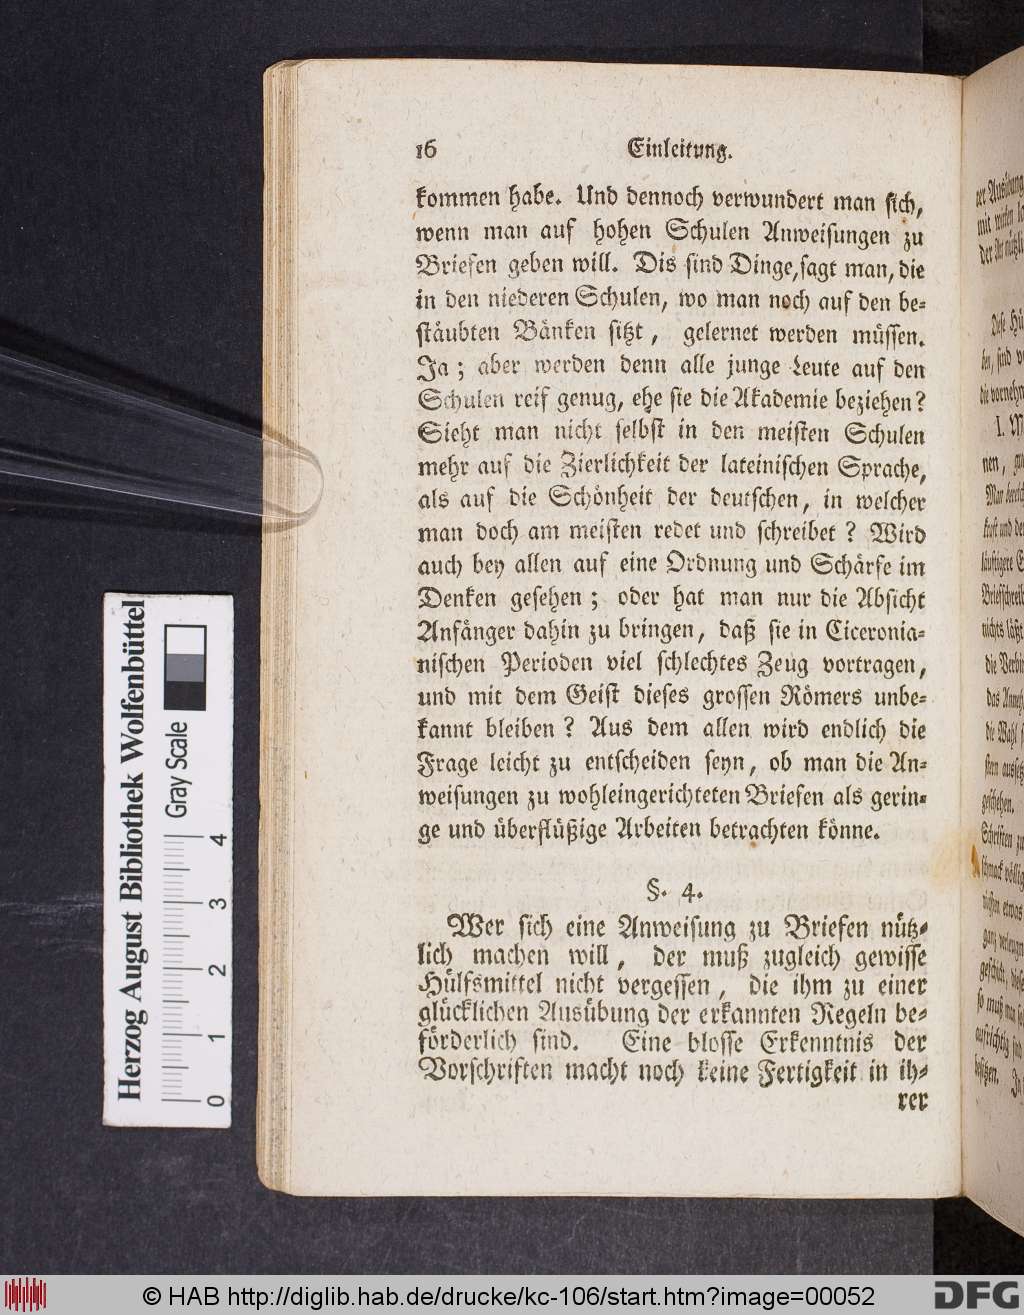 16 Einleitung.
kommen habe. Und dennoch verwundert man sich,
wenn man auf hohen Schulen Anweisungen zu
Briefen geben will. Dis sind Dinge, sagt man, die
in den niederen Schulen, wo man noch auf den be-
stäubten Bänken sitzt, gelernet werden müssen.
Ja; aber werden denn alle junge Leute auf den
Schulen reif genug, ehe sie die Akademie beziehen?
Sieht man nicht selbst in den meisten Schulen
mehr auf die Zierlichkeit der lateinischen Sprache,
als auf die Schönheit der deutschen, in welcher
man doch am meisten redet und schreibet? Wird
auch bey allen auf eine Ordnung und Schärfe im
Denken gesehen; oder hat man nur die Absicht
Anfänger dahin zu bringen, daß sie in Ciceronia-
nischen Perioden viel schlechtes Zeug vortragen,
und mit dem Geist dieses grossen Römers unbe-
kannt bleiben? Aus dem allen wird endlich die
Frage leicht zu entscheiden seyn, ob man die An-
weisungen zu wohleingerichteten Briefen als gerin-
ge und überflüßige Arbeiten betrachten könne.
§. 4.
Wer sich eine Anweisung zu Briefen nütz-
lich machen will, der muß zugleich gewisse
Hülfsmittel nicht vergessen, die ihm zu einer
glücklichen Ausübung der erkannten Regeln be-
förderlich sind. Eine blosse Erkenntnis der
Vorschriften macht noch keine Fertigkeit in ih-
rer
Herzog August Bibliothek Wolfenbüttel
Gray Scale
0 1 2 3 4
© HAB http://diglib.hab.de/drucke/kc-106/start.htm?image=00052
DFG